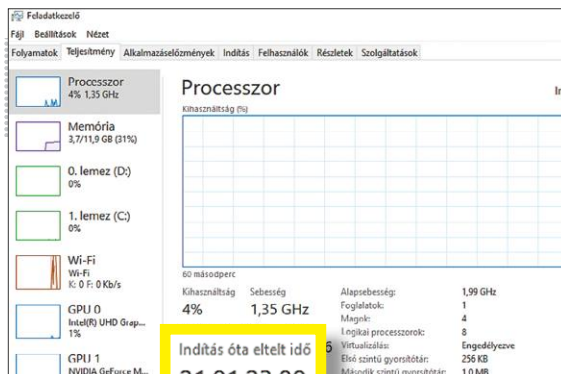 Feladatkezelő
Fájl Beállítások Nézet
Folyamatok Teljesítmény Alkalmazáselőzmények Indítás Felhasználók Részletek Szolgáltatások
Processzor
4% 1,35 GHz
Memória
3,7/11,9 GB (31%)
0. lemez (D:)
0%
1. lemez (C:)
0%
Wi-Fi
Wi-Fi
K: 0 F: 0 Kb/s
GPU 0
Intel(R) UHD Grap...
1%
GPU 1
NVIDIA GeForce M...
Processzor
Kihasználtság (%)
60 másodperc
Kihasználtság Sebesség
4% 1,35 GHz
Indítás óta eltelt idő
Alapsebesség: 1,99 GHz
Foglalatok: 1
Magok: 4
Logikai processzorok: 8
Virtualizálás: Engedélyezve
Első szintű gyorsítótár: 256 KB
Második szintű gyorsítótár: 1,0 MB